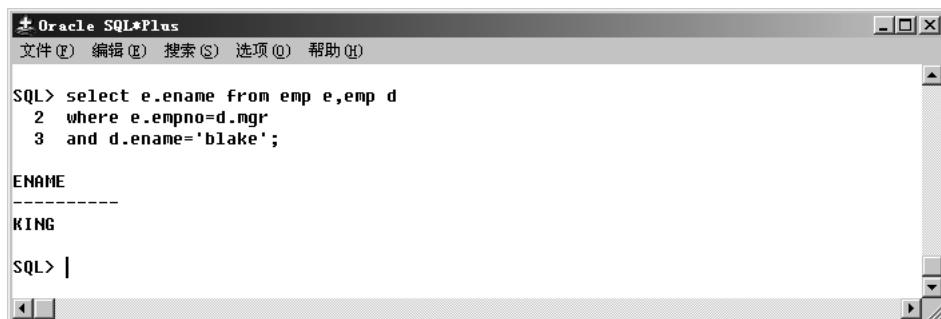 Oracle SQL*Plus
文件(F) 编辑(E) 搜索(S) 选项(O) 帮助(H)
SQL> select e.ename from emp e,emp d
2 where e.empno=d.mgr
3 and d.ename='blake';
ENAME
----------
KING
SQL>